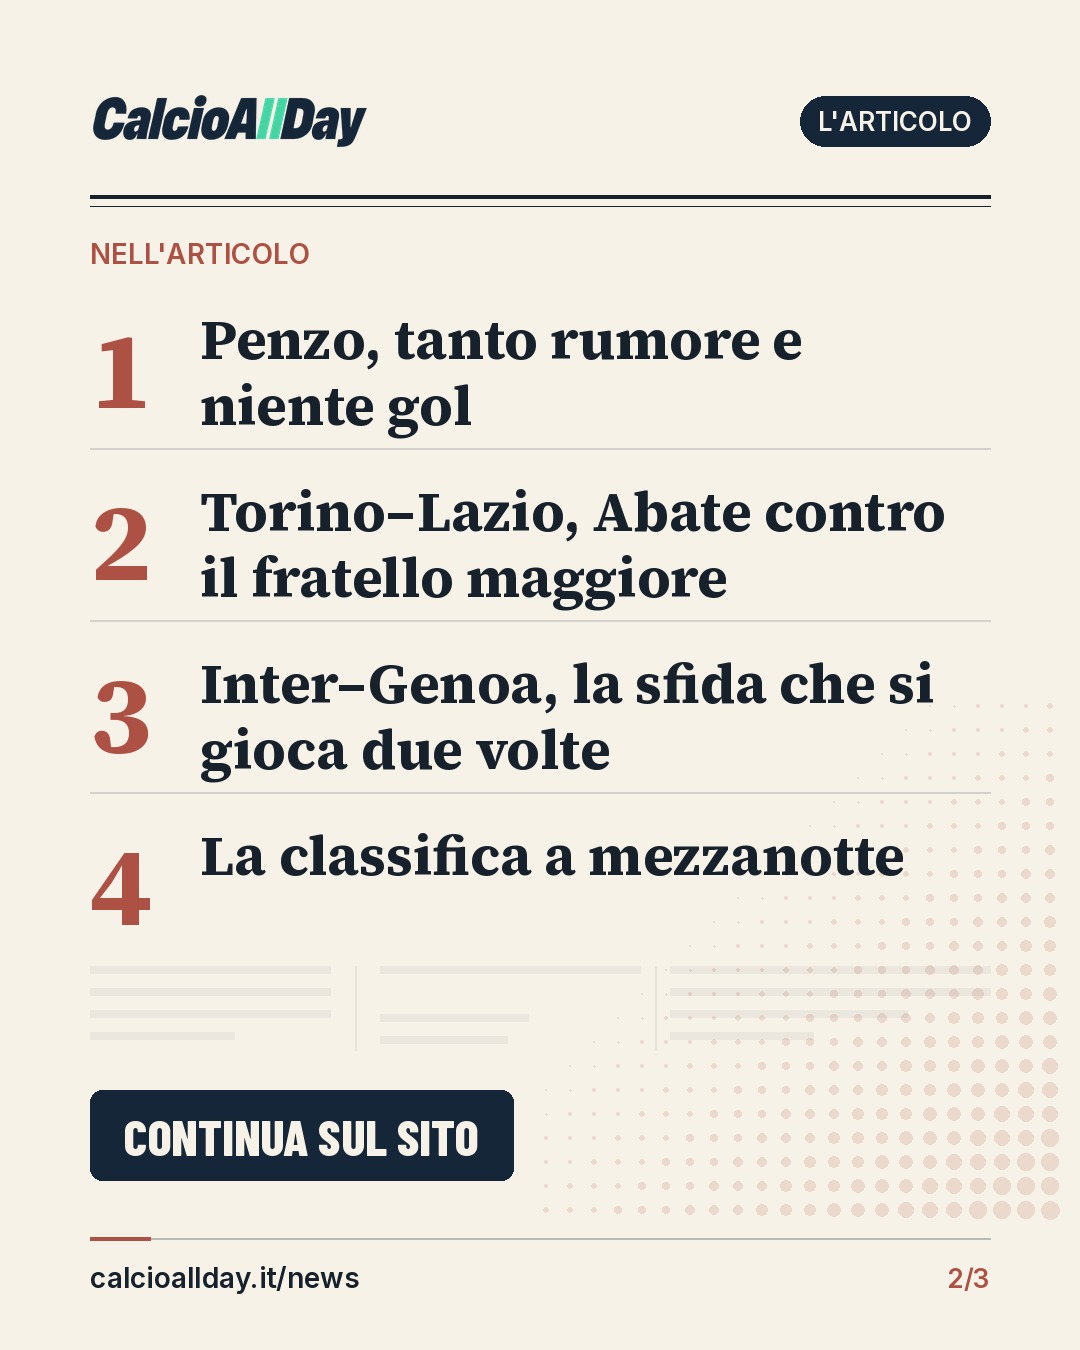 CalcioAllDay
L'ARTICOLO
NELL'ARTICOLO
1
Penzo, tanto rumore e
niente gol
2
Torino–Lazio, Abate contro
il fratello maggiore
3
Inter–Genoa, la sfida che si
gioca due volte
4
La classifica a mezzanotte
CONTINUA SUL SITO
calcioallday.it/news
2/3